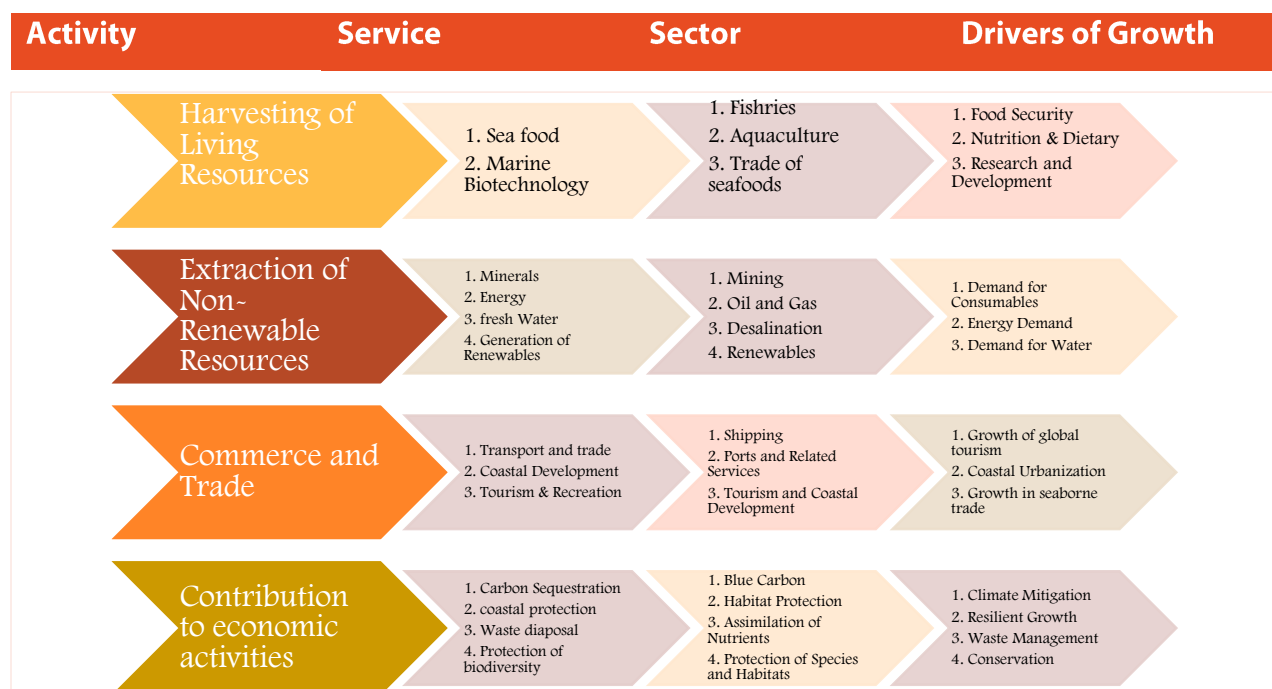 Activity
Service
Sector
Drivers of Growth
Harvesting of
Living
Resources
1. Sea food
2. Marine
Biotechnology
1. Fishries
2. Aquaculture
3. Trade of
seafoods
1. Food Security
2. Nutrition & Dietary
3. Research and
Development
Extraction of
Non-
Renewable
Resources
1. Minerals
2. Energy
3. fresh Water
4. Generation of
Renewables
1. Mining
2. Oil and Gas
3. Desalination
4. Renewables
1. Demand for
Consumables
2. Energy Demand
3. Demand for Water
Commerce and
Trade
1. Transport and trade
2. Coastal Development
3. Tourism & Recreation
1. Shipping
2. Ports and Related
Services
3. Tourism and Coastal
Development
1. Growth of global
tourism
2. Coastal Urbanization
3. Growth in seaborne
trade
Contribution
to economic
activities
1. Carbon Sequestration
2. coastal protection
3. Waste diaposal
4. Protection of
biodiversity
1. Blue Carbon
2. Habitat Protection
3. Assimilation of
Nutrients
4. Protection of Species
and Habitats
1. Climate Mitigation
2. Resilient Growth
3. Waste Management
4. Conservation